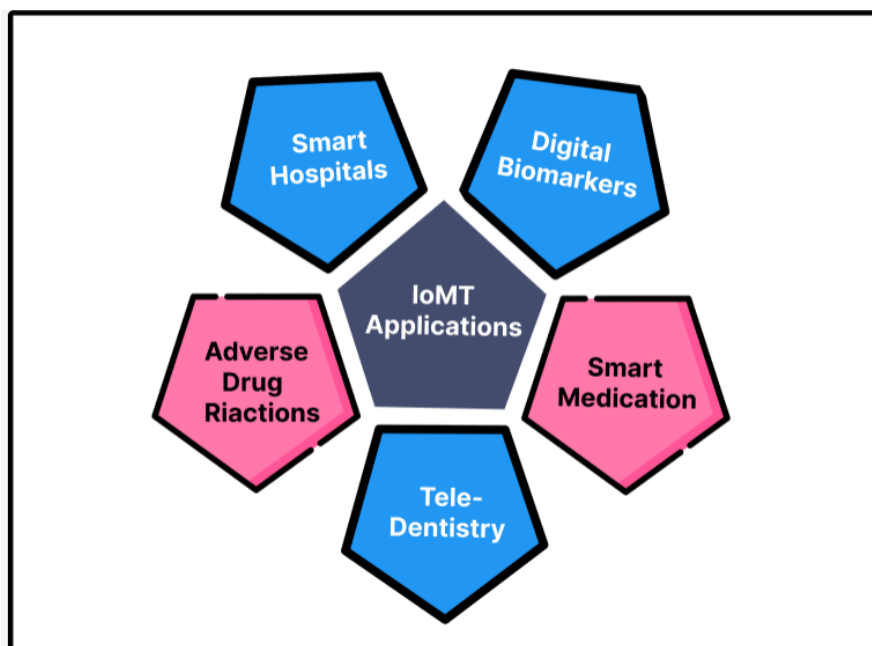 Smart
Hospitals
Digital
Biomarkers
IoMT
Applications
Adverse
Drug
Riactions
Smart
Medication
Tele-
Dentistry